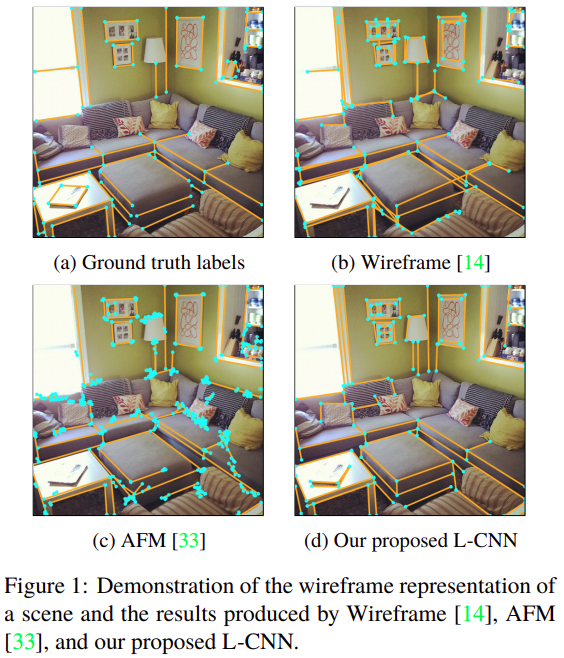 (a) Ground truth labels
(b) Wireframe [14]
(c) AFM [33]
(d) Our proposed L-CNN
Figure 1: Demonstration of the wireframe representation of
a scene and the results produced by Wireframe [14], AFM
[33], and our proposed L-CNN.